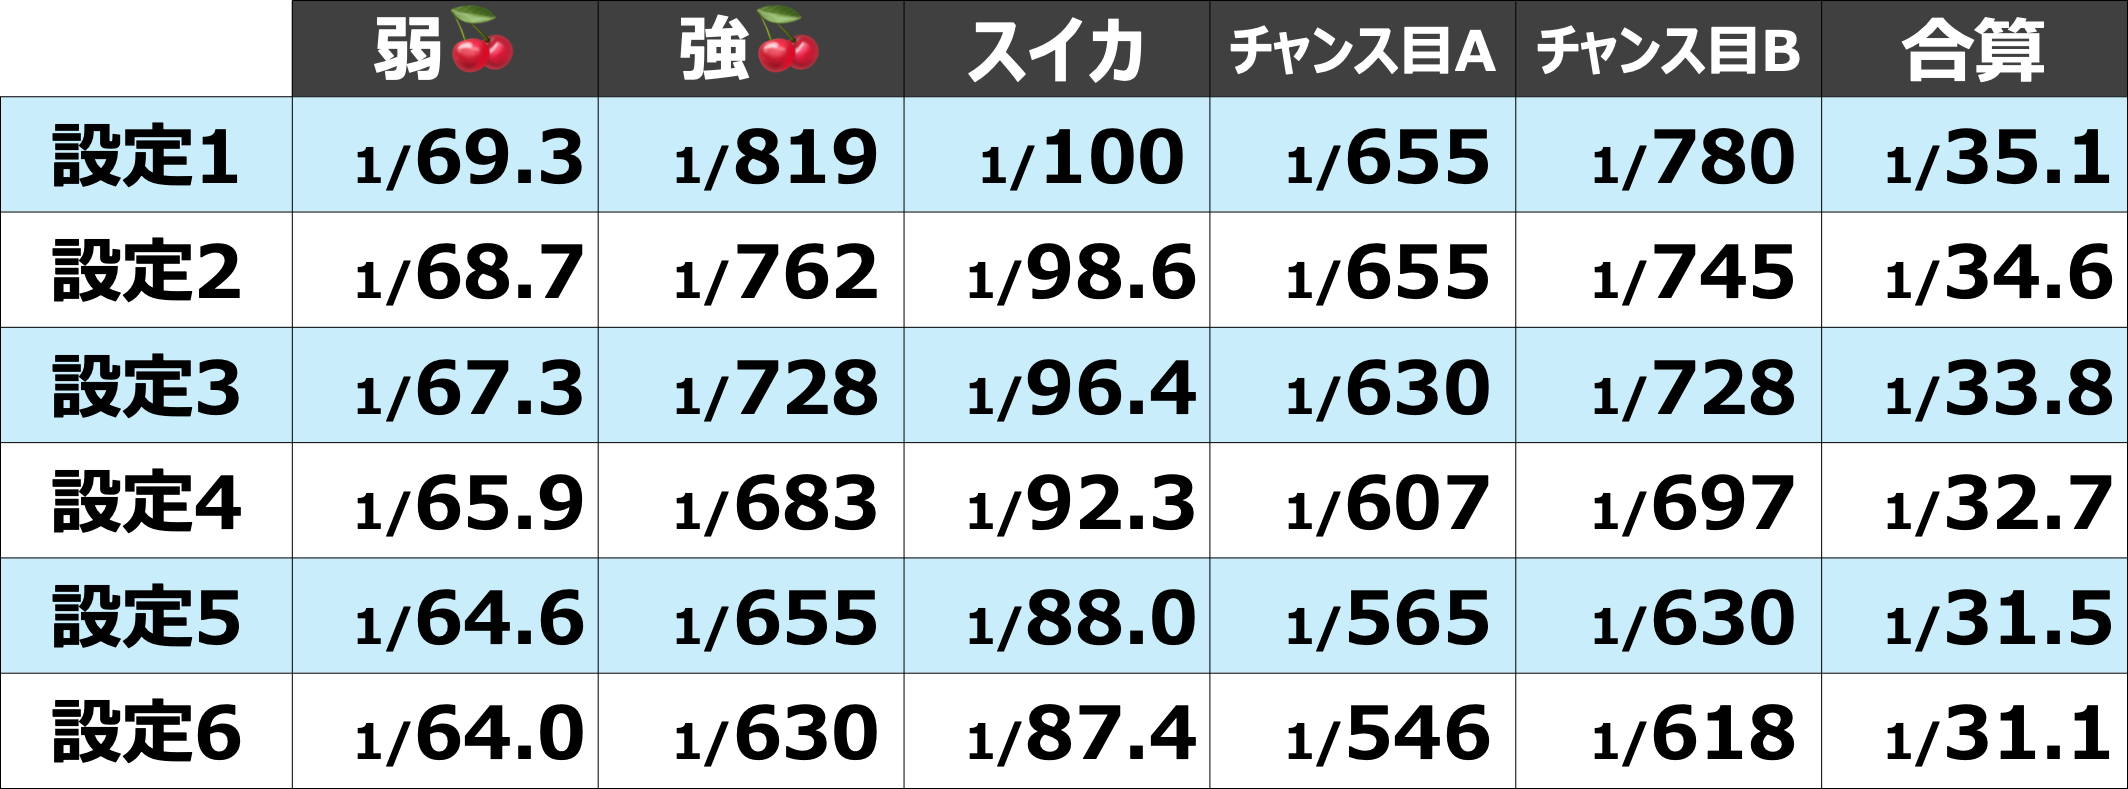 弱🍒 強🍒 スイカ チャンス目A チャンス目B 合算
設定1 1/69.3 1/819 1/100 1/655 1/780 1/35.1
設定2 1/68.7 1/762 1/98.6 1/655 1/745 1/34.6
設定3 1/67.3 1/728 1/96.4 1/630 1/728 1/33.8
設定4 1/65.9 1/683 1/92.3 1/607 1/697 1/32.7
設定5 1/64.6 1/655 1/88.0 1/565 1/630 1/31.5
設定6 1/64.0 1/630 1/87.4 1/546 1/618 1/31.1